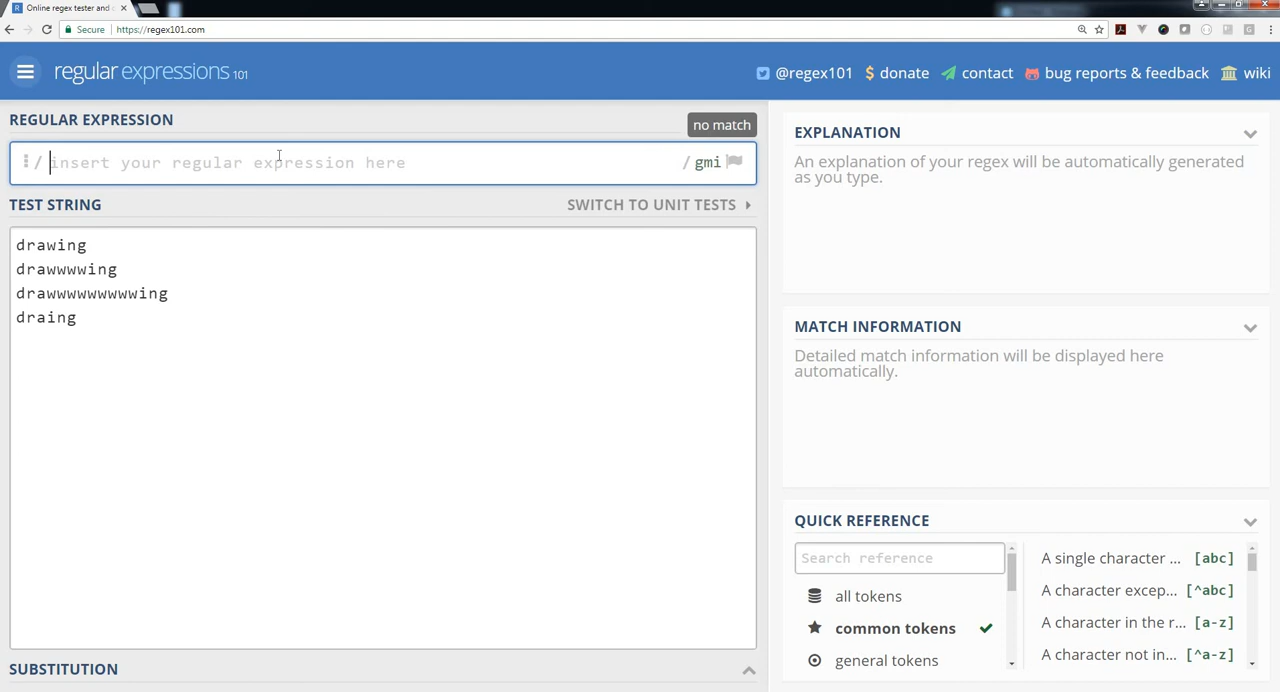 Online regex tester and
Secure https://regex101.com
regular expressions 101
@regex101 $ donate contact bug reports & feedback wiki
REGULAR EXPRESSION
no match
/ insert your regular expression here / gmi
TEST STRING
SWITCH TO UNIT TESTS
drawing
drawwwwing
drawwwwwwwwwing
draing
SUBSTITUTION
EXPLANATION
An explanation of your regex will be automatically generated
as you type.
MATCH INFORMATION
Detailed match information will be displayed here
automatically.
QUICK REFERENCE
Search reference
all tokens
common tokens
general tokens
A single character ... [abc]
A character excep... [^abc]
A character in the r... [a-z]
A character not in... [^a-z]